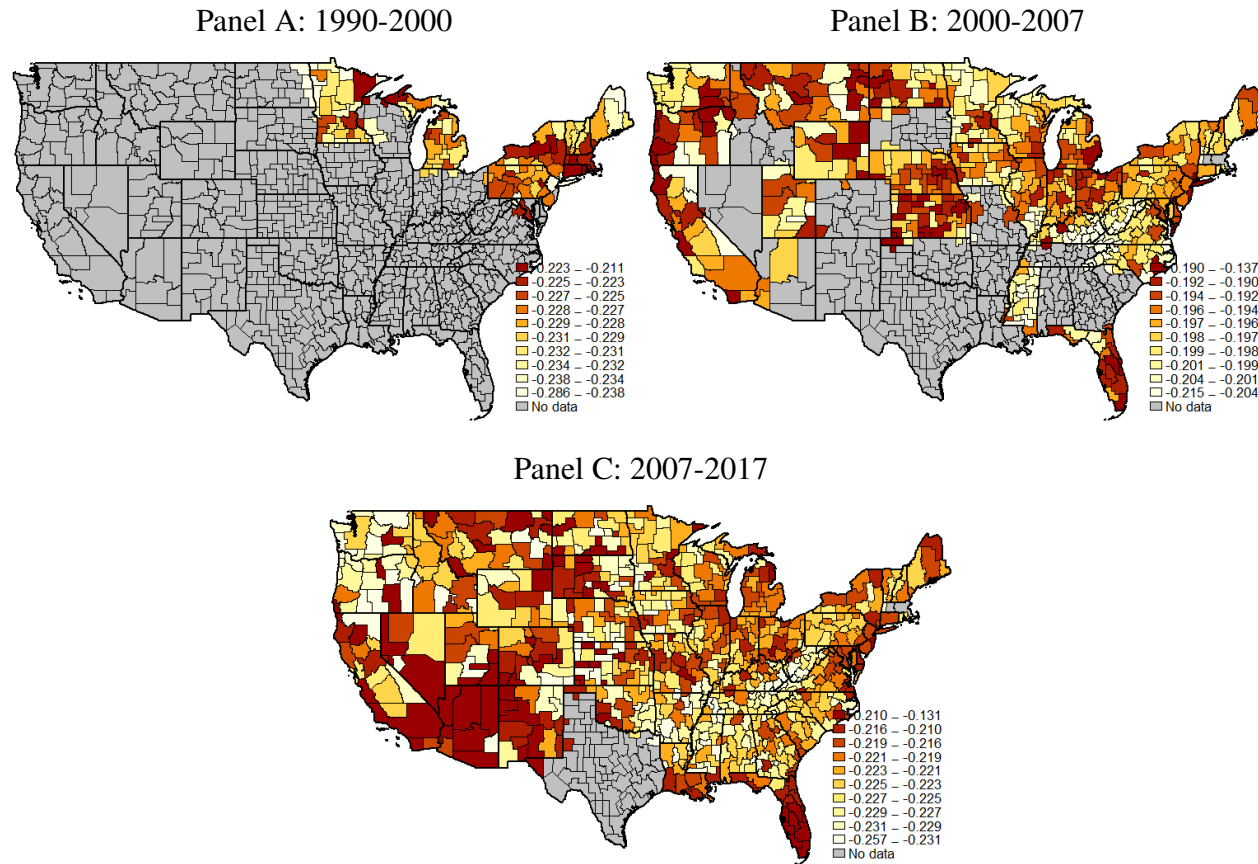 Panel A: 1990-2000
-0.223 – -0.211
-0.225 – -0.223
-0.227 – -0.225
-0.228 – -0.227
-0.229 – -0.228
-0.231 – -0.229
-0.232 – -0.231
-0.234 – -0.232
-0.238 – -0.234
-0.286 – -0.238
No data
Panel B: 2000-2007
-0.190 – -0.137
-0.192 – -0.190
-0.194 – -0.192
-0.196 – -0.194
-0.197 – -0.196
-0.198 – -0.197
-0.199 – -0.198
-0.201 – -0.199
-0.204 – -0.201
-0.215 – -0.204
No data
Panel C: 2007-2017
-0.210 – -0.131
-0.216 – -0.210
-0.219 – -0.216
-0.221 – -0.219
-0.223 – -0.221
-0.225 – -0.223
-0.227 – -0.225
-0.229 – -0.227
-0.231 – -0.229
-0.257 – -0.231
No data